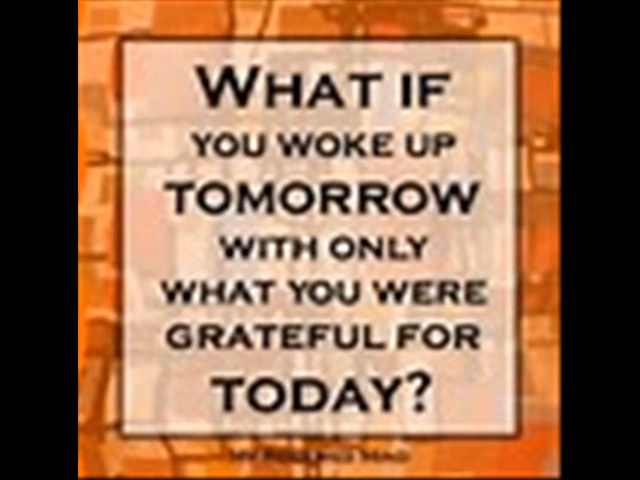 WHAT IF
YOU WOKE UP
TOMORROW
WITH ONLY
WHAT YOU WERE
GRATEFUL FOR
TODAY?